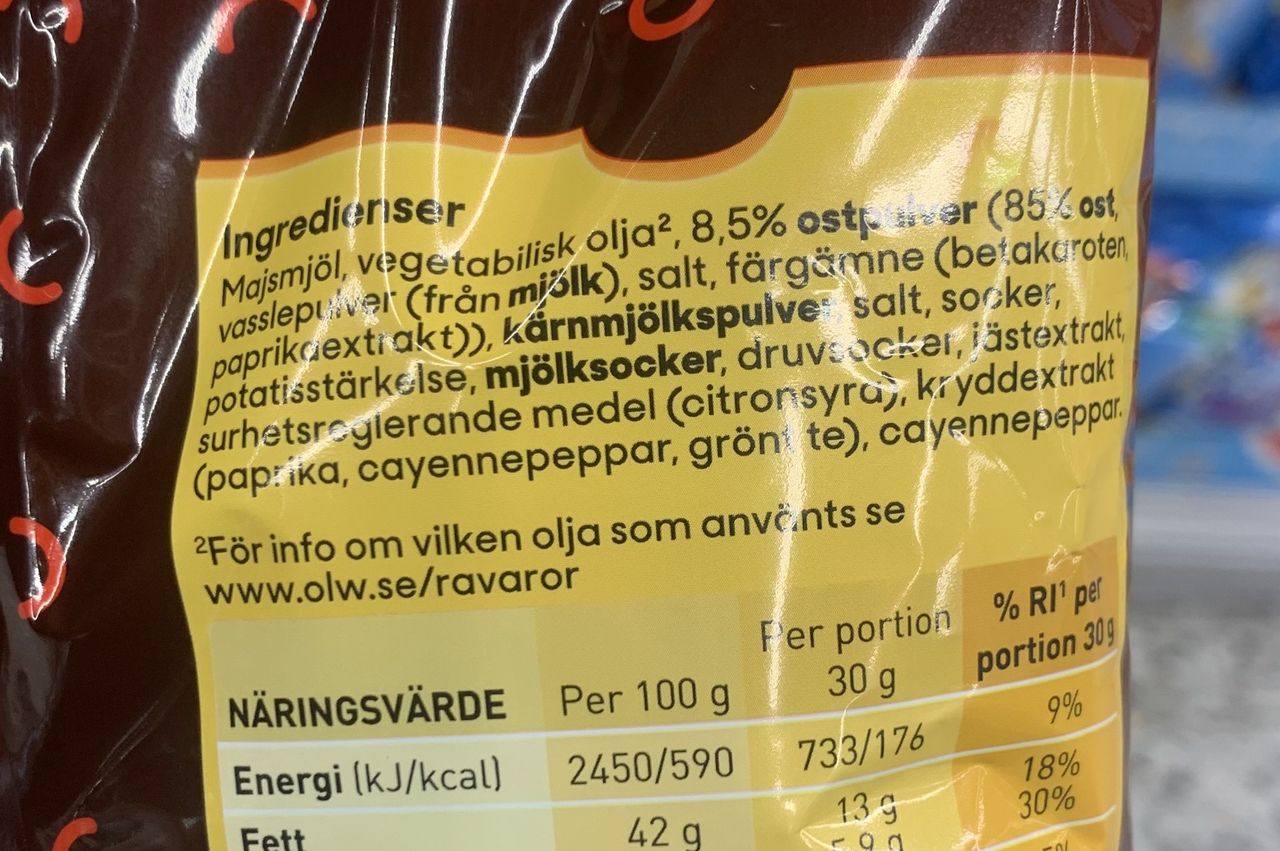 Ingredienser
Majsmjöl, vegetabilisk olja², 8,5% ostpulver (85% ost,
vasslepulver (från mjölk), salt, färgämne (betakaroten,
paprikaextrakt)), kärnmjölkspulver, salt, socker,
potatisstärkelse, mjölksocker, druvsocker, jästextrakt,
surhetsreglerande medel (citronsyra), kryddextrakt
(paprika, cayennepeppar, grönt te), cayennepeppar.
²För info om vilken olja som används se
www.olw.se/ravaror
NÄRINGSVÄRDE Per 100 g Per portion 30 g % RI¹ per portion 30 g
Energi (kJ/kcal) 2450/590 733/176 9%
Fett 42 g 13 g 18%
5,9 g 30%